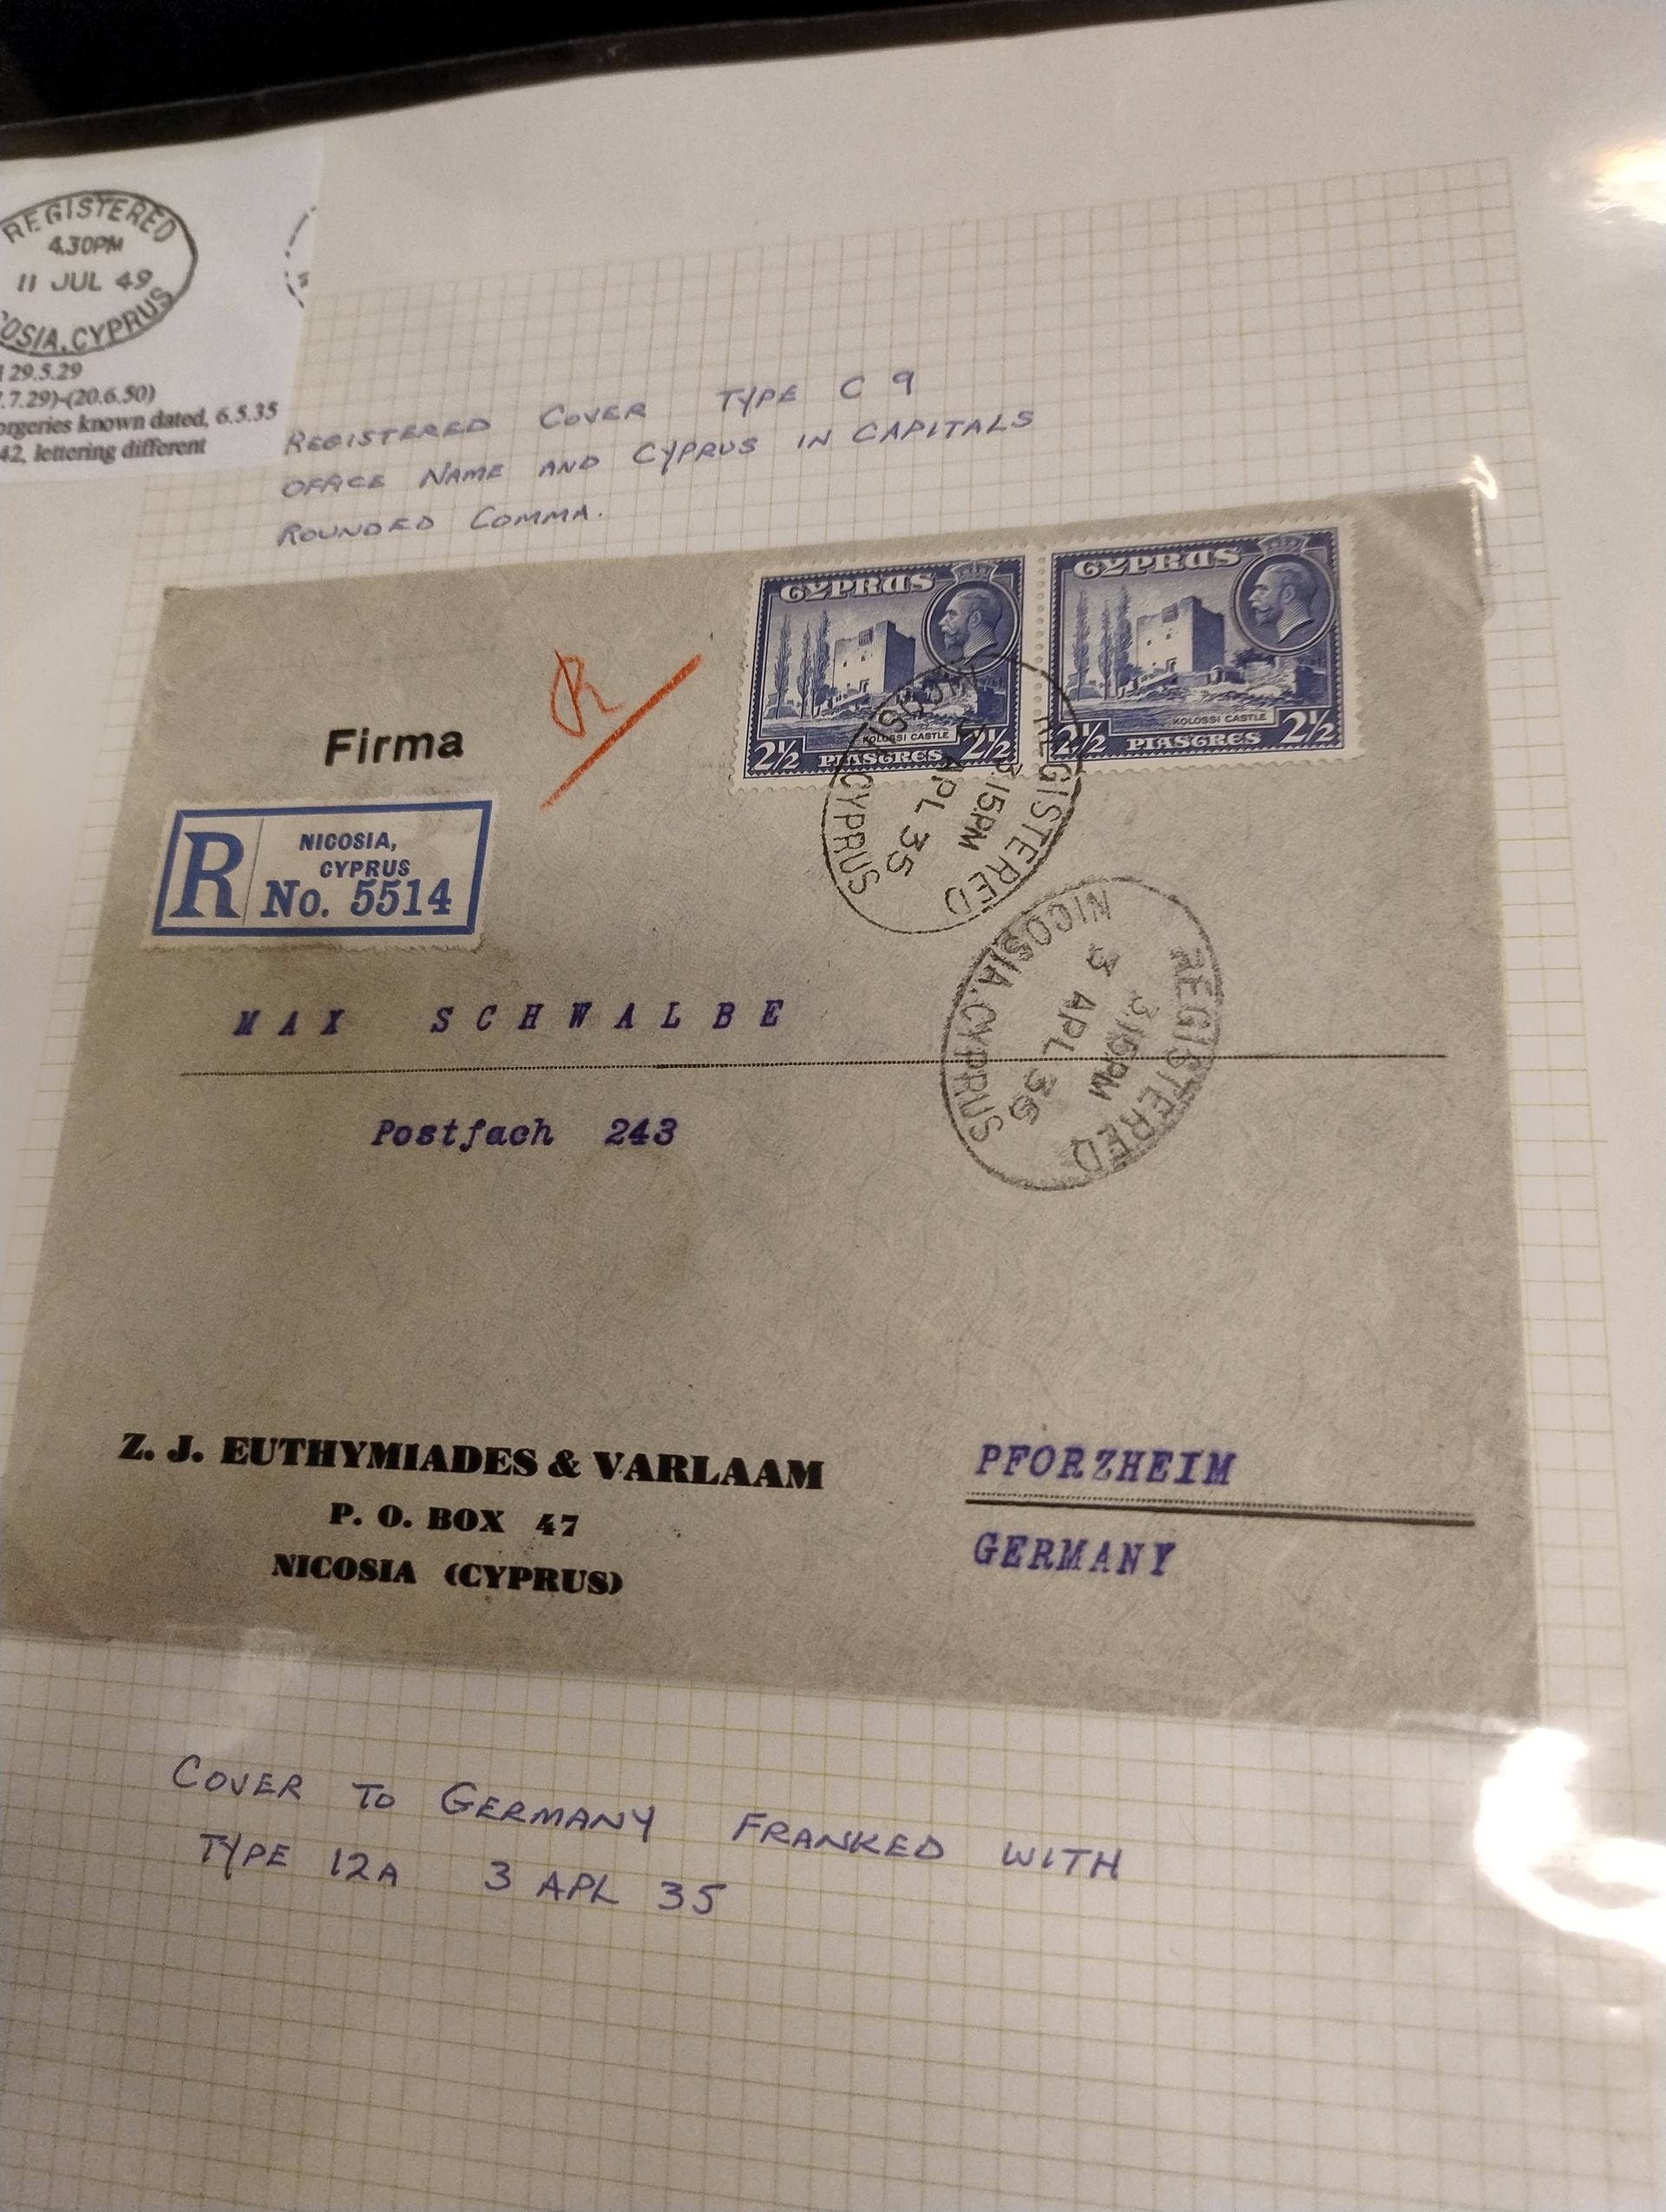 REGISTERED
4.30PM
11 JUL 49
OSIA, CYPRUS
29.5.29
.7.29)-(20.6.50)
orgeries known dated, 6.5.35
42, lettering different
REGISTERED COVER TYPE C 9
OFFICE NAME AND CYPRUS IN CAPITALS
ROUNDED COMMA.
CYPRUS
KOLOSSI CASTLE
2½ PIASTRES 2½
CYPRUS
KOLOSSI CASTLE
2½ PIASTRES 2½
R
Firma
REGISTERED
3.15PM
APL 35
CYPRUS
R
NICOSIA,
CYPRUS
No. 5514
REGISTERED
3.15PM
3 APL 35
NICOSIA, CYPRUS
MAX SCHWALBE
Postfach 243
Z. J. EUTHYMIADES & VARLAAM
P. O. BOX 47
NICOSIA (CYPRUS)
PFORZHEIM
GERMANY
COVER TO GERMANY FRANKED WITH
TYPE 12A 3 APL 35